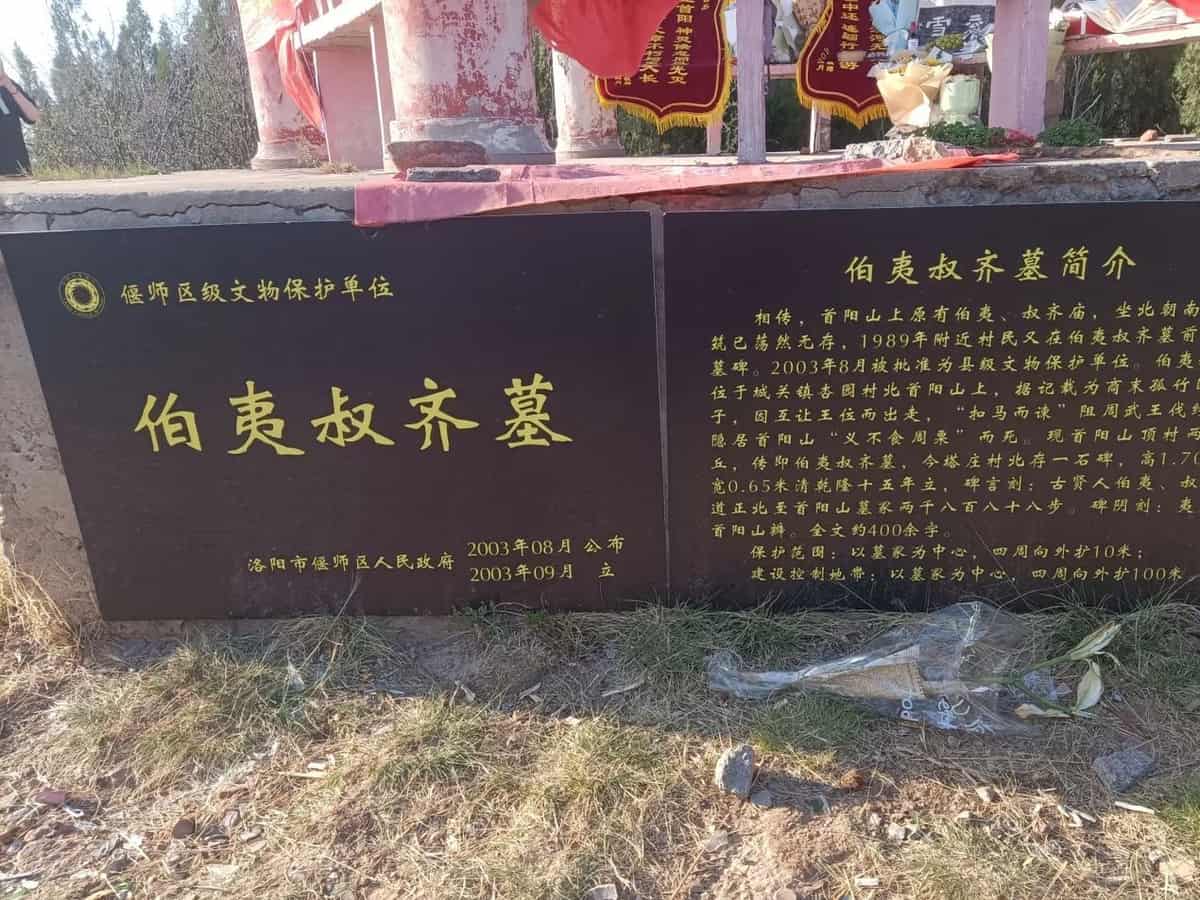 偃师区级文物保护单位
伯夷叔齐墓
洛阳市偃师区人民政府
2003年08月 公布
2003年09月 立
伯夷叔齐墓简介
相传，首阳山上原有伯夷、叔齐庙，坐北朝南
筑已荡然无存，1989年附近村民又在伯夷叔齐墓前
墓碑。2003年8月被批准为县级文物保护单位。伯夷
位于城关镇杏园村北首阳山上，据记载为商末孤竹
子，因互让王位而出走，“扣马而谏”阻周武王伐
隐居首阳山“义不食周粟”而死。现首阳山顶村两
丘，传即伯夷叔齐墓，今塔庄村北存一石碑，高1.70
宽0.65米清乾隆十五年立，碑言刻：古贤人伯夷、叔
道正北至首阳山墓冢两千八百八十八步。碑阴刻：夷
首阳山辨。全文约400余字。
保护范围：以墓冢为中心，四周向外扩10米；
建设控制地带：以墓冢为中心，四周向外扩100米